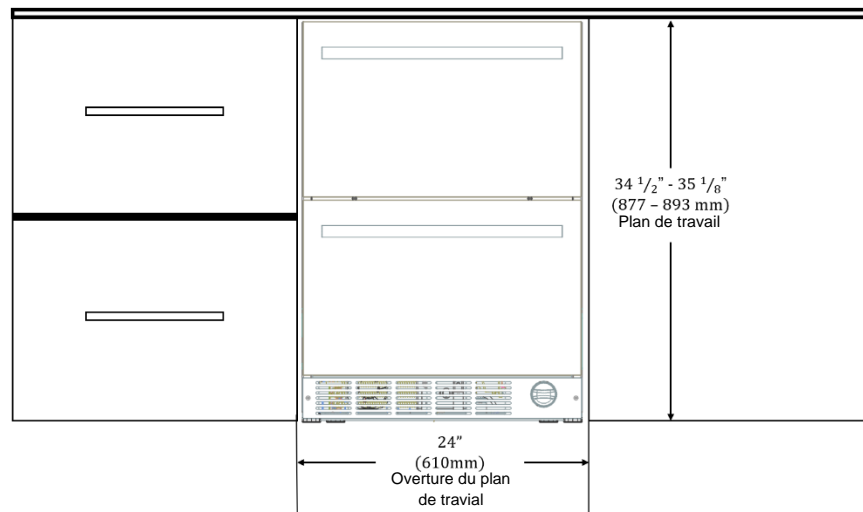 34 1/2” - 35 1/8”
(877 – 893 mm)
Plan de travail
24”
(610mm)
Overture du plan
de travial